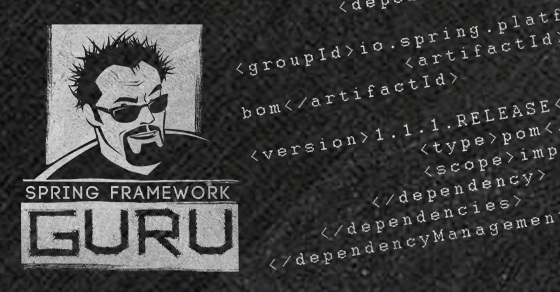 SPRING FRAMEWORK
GURU
<depen
<groupId>io.spring.platf
<artifactId>
bom</artifactId>
<version>1.1.1.RELEASE
<type>pom<
<scope>imp
</dependency>
</dependencies>
</dependencyManagemen